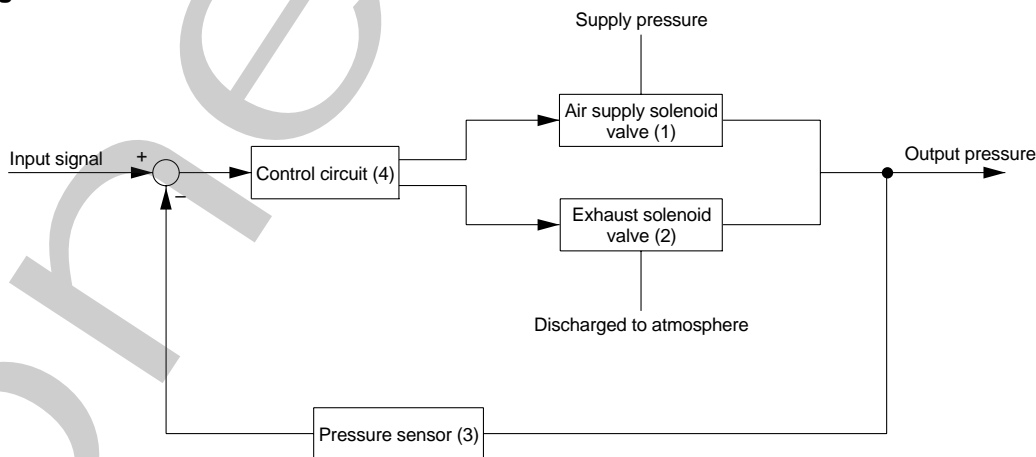 Supply pressure
Air supply solenoid
valve (1)
Input signal
+
−
Control circuit (4)
Output pressure
Exhaust solenoid
valve (2)
Discharged to atmosphere
Pressure sensor (3)